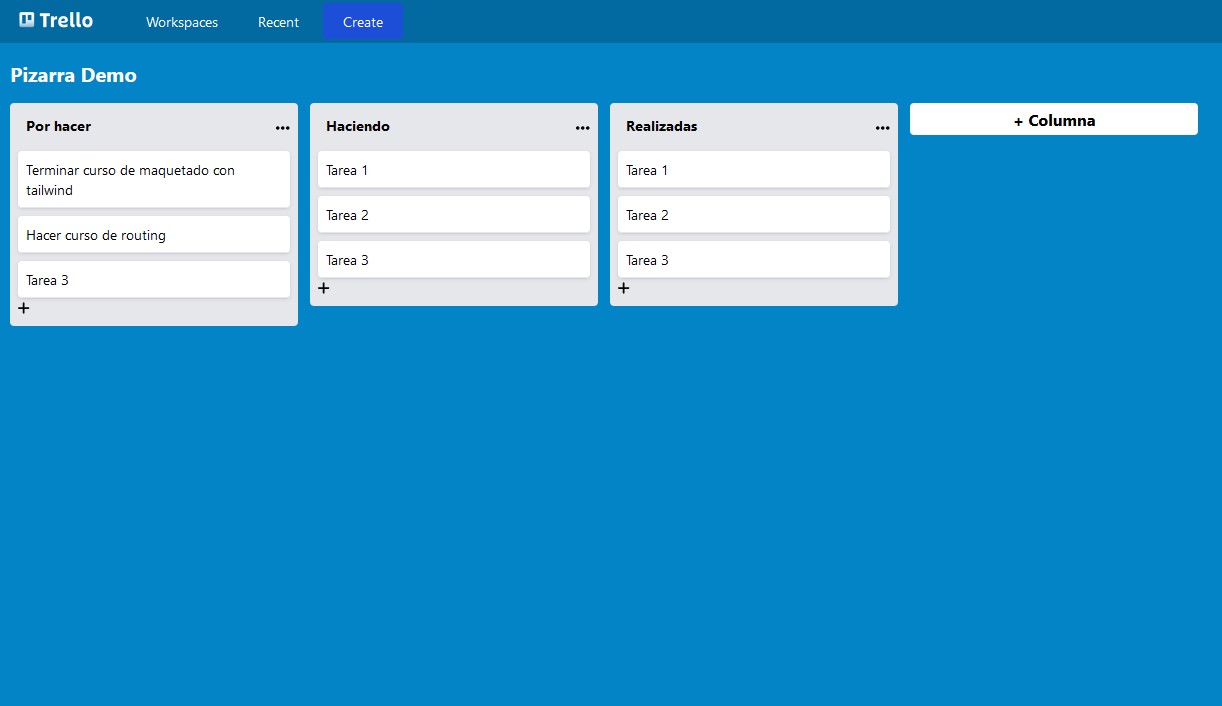 Trello
Workspaces
Recent
Create
Pizarra Demo
Por hacer
Terminar curso de maquetado con
tailwind
Hacer curso de routing
Tarea 3
+
Haciendo
Tarea 1
Tarea 2
Tarea 3
+
Realizadas
Tarea 1
Tarea 2
Tarea 3
+
+ Columna